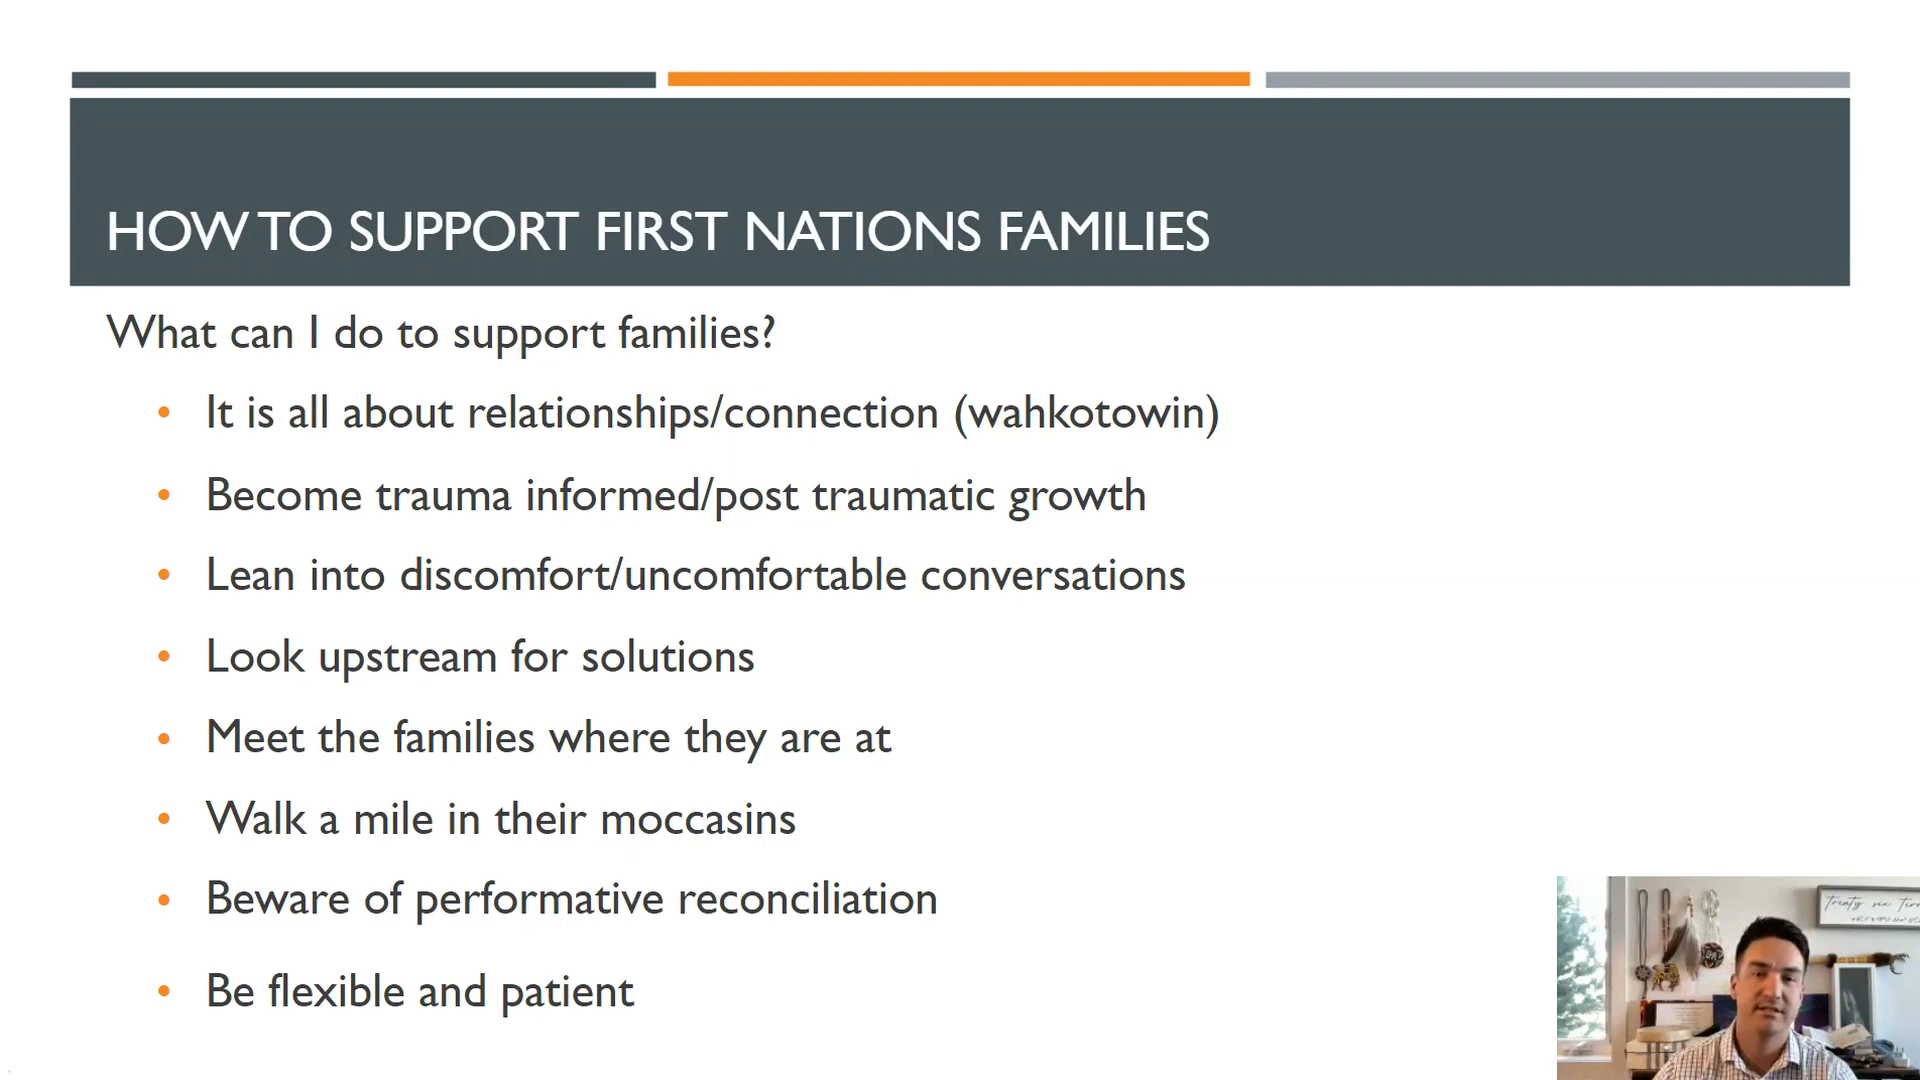 HOW TO SUPPORT FIRST NATIONS FAMILIES
What can I do to support families?
• It is all about relationships/connection (wahkotowin)
• Become trauma informed/post traumatic growth
• Lean into discomfort/uncomfortable conversations
• Look upstream for solutions
• Meet the families where they are at
• Walk a mile in their moccasins
• Beware of performative reconciliation
• Be flexible and patient
Treaty six